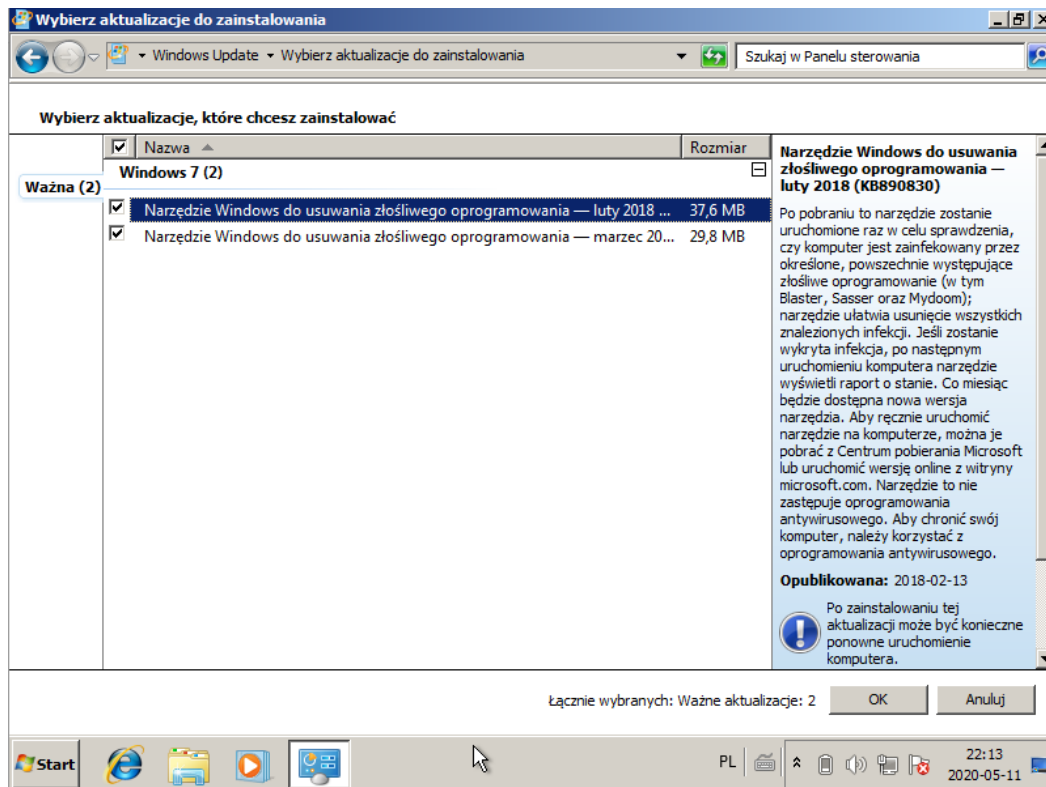 Wybierz aktualizacje do zainstalowania
Windows Update
Wybierz aktualizacje do zainstalowania
Szukaj w Panelu sterowania
Wybierz aktualizacje, które chcesz zainstalować
Nazwa
Rozmiar
Ważna (2)
Windows 7 (2)
Narzędzie Windows do usuwania złośliwego oprogramowania — luty 2018 ...
37,6 MB
Narzędzie Windows do usuwania złośliwego oprogramowania — marzec 20...
29,8 MB
Narzędzie Windows do usuwania
złośliwego oprogramowania —
luty 2018 (KB890830)
Po pobraniu to narzędzie zostanie
uruchomione raz w celu sprawdzenia,
czy komputer jest zainfekowany przez
określone, powszechnie występujące
złośliwe oprogramowanie (w tym
Blaster, Sasser oraz Mydoom);
narzędzie ułatwia usunięcie wszystkich
znalezionych infekcji. Jeśli zostanie
wykryta infekcja, po następnym
uruchomieniu komputera narzędzie
wyświetli raport o stanie. Co miesiąc
będzie dostępna nowa wersja
narzędzia. Aby ręcznie uruchomić
narzędzie na komputerze, można je
pobrać z Centrum pobierania Microsoft
lub uruchomić wersję online z witryny
microsoft.com. Narzędzie to nie
zastępuje oprogramowania
antywirusowego. Aby chronić swój
komputer, należy korzystać z
oprogramowania antywirusowego.
Opublikowana: 2018-02-13
Po zainstalowaniu tej
aktualizacji może być konieczne
ponowne uruchomienie
komputera.
Łącznie wybranych: Ważne aktualizacje: 2
OK
Anuluj
Start
PL
22:13
2020-05-11